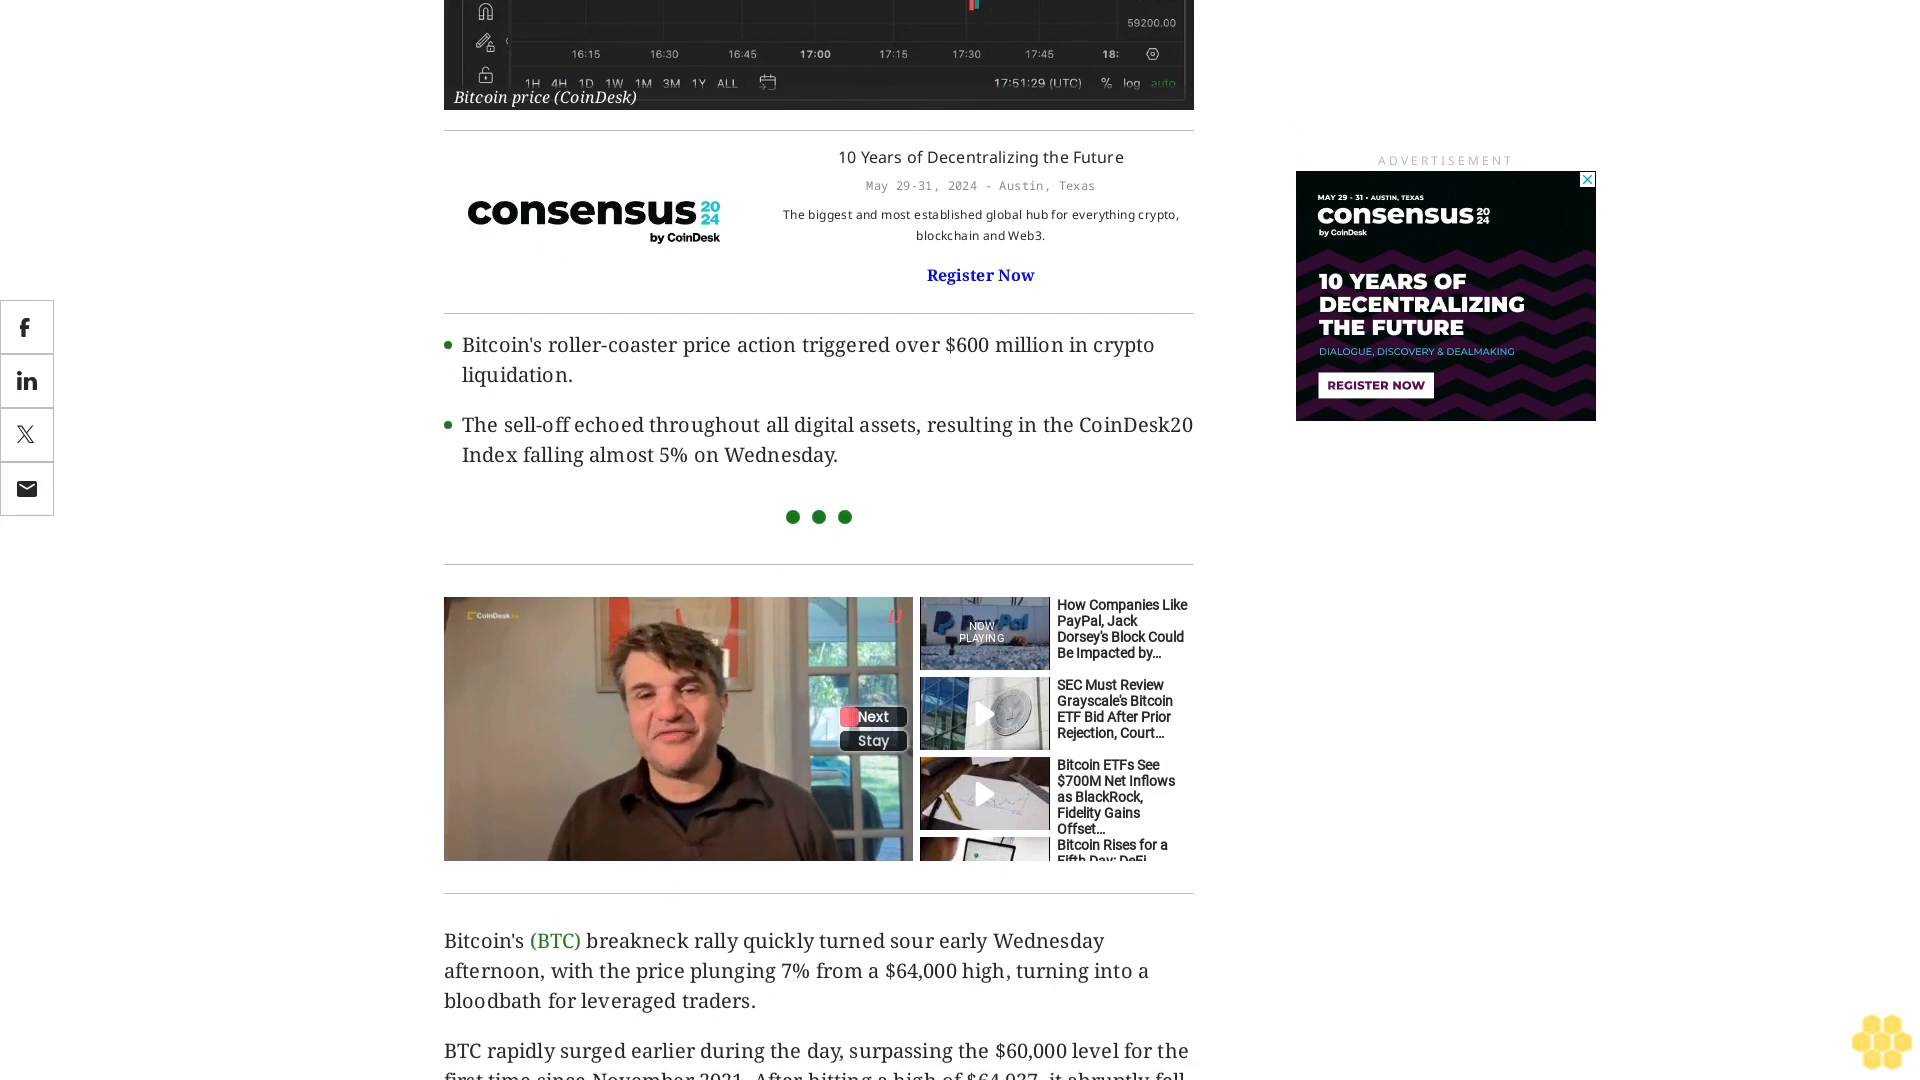 59200.00
16:15 16:30 16:45 17:00 17:15 17:30 17:45 18:
1H 4H 1D 1W 1M 3M 1Y ALL 17:51:29 (UTC) % log auto
Bitcoin price (CoinDesk)
10 Years of Decentralizing the Future
May 29-31, 2024 - Austin, Texas
consensus 2024
by CoinDesk
The biggest and most established global hub for everything crypto,
blockchain and Web3.
Register Now
ADVERTISEMENT
MAY 29 - 31 • AUSTIN, TEXAS
consensus 2024
by CoinDesk
10 YEARS OF
DECENTRALIZING
THE FUTURE
DIALOGUE, DISCOVERY & DEALMAKING
REGISTER NOW
Bitcoin's roller-coaster price action triggered over $600 million in crypto
liquidation.
The sell-off echoed throughout all digital assets, resulting in the CoinDesk20
Index falling almost 5% on Wednesday.
CoinDesk
Next
Stay
PayPal
NOW
PLAYING
How Companies Like
PayPal, Jack
Dorsey's Block Could
Be Impacted by...
SEC Must Review
Grayscale's Bitcoin
ETF Bid After Prior
Rejection, Court...
Bitcoin ETFs See
$700M Net Inflows
as BlackRock,
Fidelity Gains
Offset...
Bitcoin Rises for a
Fifth Day; DeFi
Bitcoin's (BTC) breakneck rally quickly turned sour early Wednesday
afternoon, with the price plunging 7% from a $64,000 high, turning into a
bloodbath for leveraged traders.
BTC rapidly surged earlier during the day, surpassing the $60,000 level for the
first time since November 2021. After hitting a high of $64,037, it abruptly fell